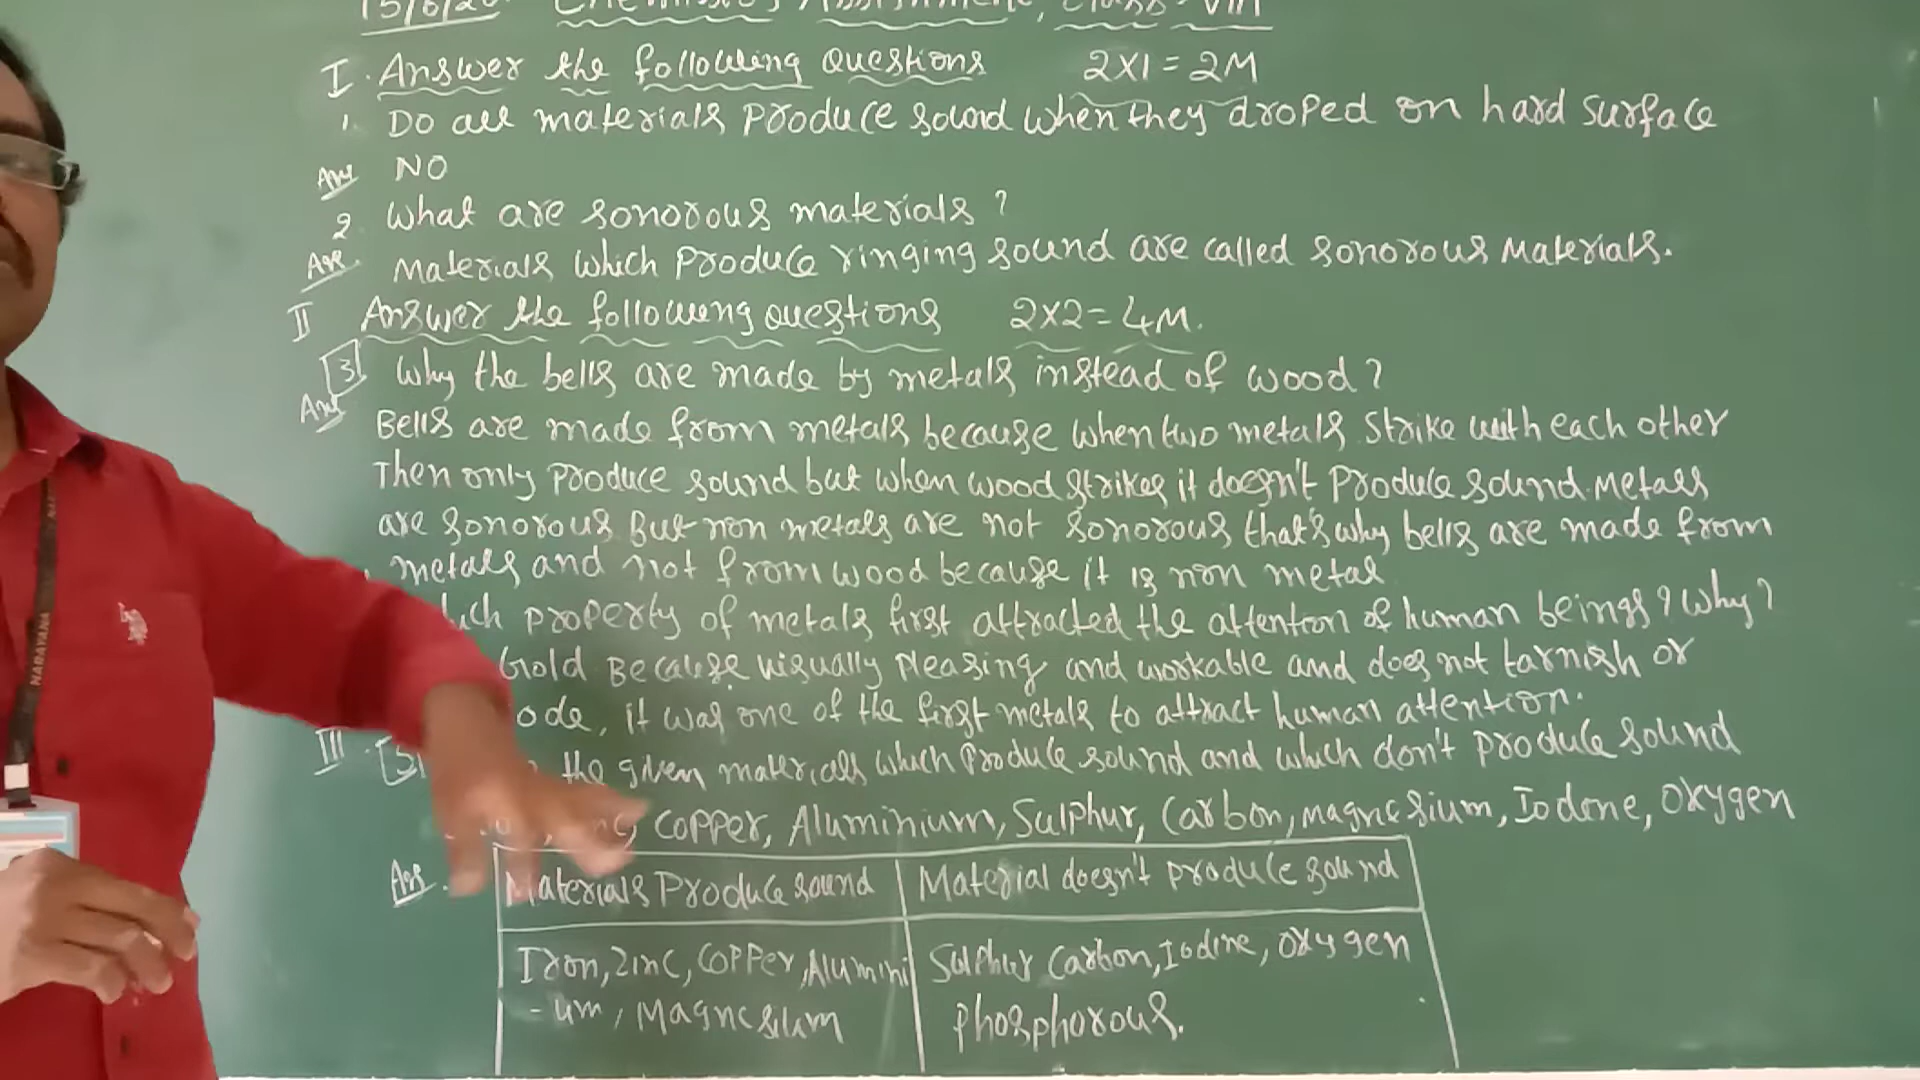 15/6/20
I. Answer the following Questions 2X1 = 2M
1. Do all materials produce sound when they droped on hard surface
Ans NO
2. What are sonorous materials ?
Ans. Materials which produce ringing sound are called sonorous Materials.
II Answer the following questions 2x2 = 4M.
3 Why the bells are made by metals instead of wood ?
Ans
Bells are made from metals because when two metals strike with each other
Then only produce sound but when wood strikes it doesn't produce sound. Metals
are sonorous But non metals are not sonorous that's why bells are made from
metals and not from wood because it is non metal
property of metals first attracted the attention of human beings ? Why ?
Gold Because visually pleasing and workable and does not tarnish or
ode, it was one of the first metals to attract human attention.
III. 5 the given materials which produce sound and which don't produce sound
Copper, Aluminium, Sulphur, Carbon, magnesium, Iodine, Oxygen
Ans.
Materials Produce sound Material doesn't produce sound
Iron, Zinc, Copper, Alumini Sulphur Carbon, Iodine, Oxygen
- um, Magnesium Phosphorous.
NARAYANA